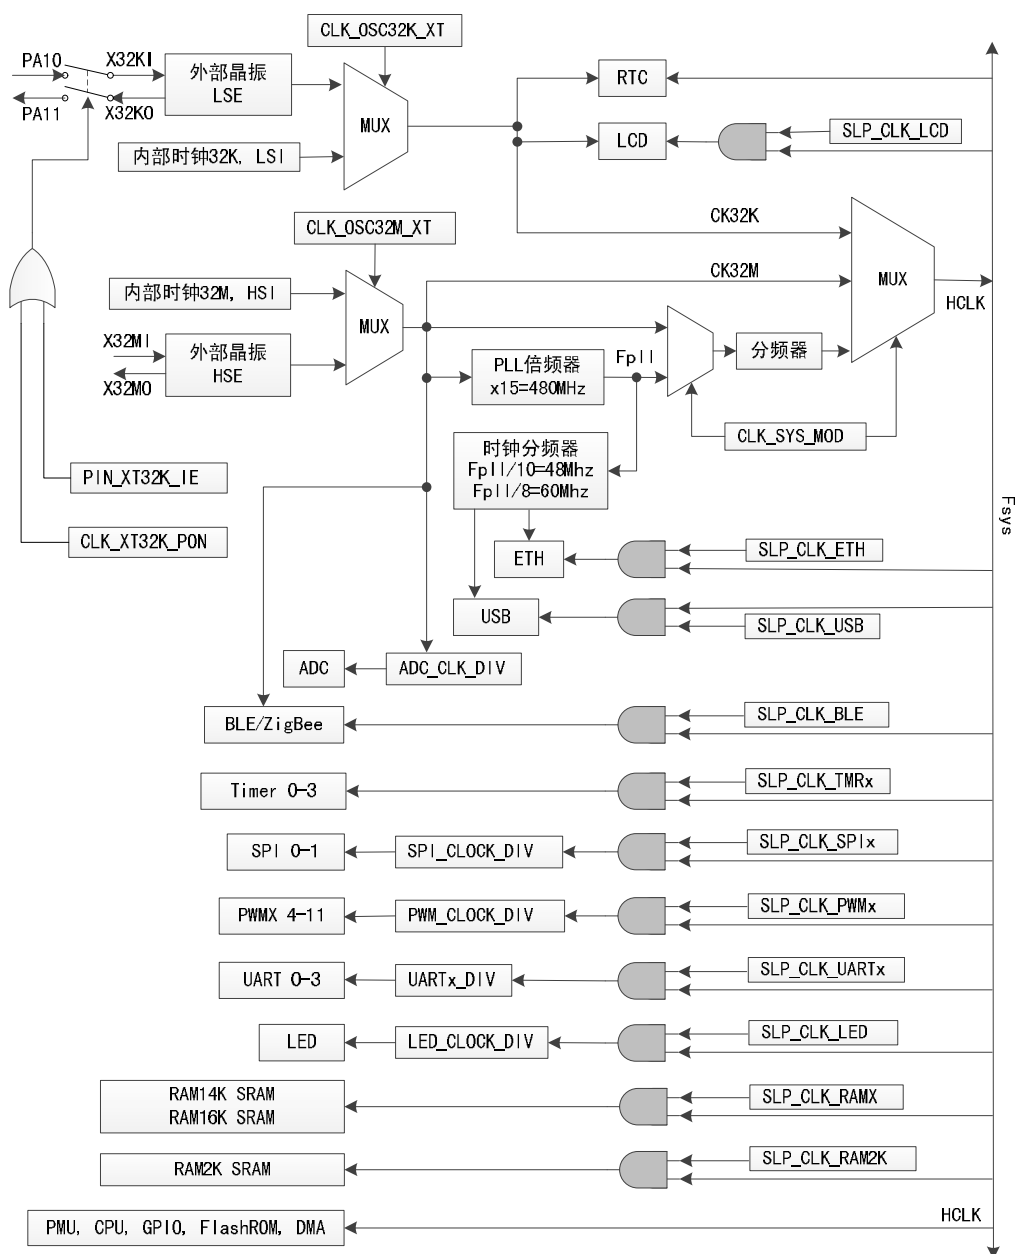 CLK_OSC32K_XT
PA10
X32KI
外部晶振
LSE
RTC
PA11
X32KO
MUX
SLP_CLK_LCD
LCD
内部时钟32K, LSI
CLK_OSC32M_XT
CK32K
CK32M
MUX
内部时钟32M, HSI
HCLK
MUX
X32MI
外部晶振
HSE
X32MO
PLL倍频器
x15=480MHz
Fpll
分频器
CLK_SYS_MOD
时钟分频器
Fpll/10=48Mhz
Fpll/8=60Mhz
PIN_XT32K_IE
CLK_XT32K_PON
Fsys
ETH
SLP_CLK_ETH
USB
SLP_CLK_USB
ADC
ADC_CLK_DIV
BLE/ZigBee
SLP_CLK_BLE
Timer 0-3
SLP_CLK_TMRx
SPI 0-1
SPI_CLOCK_DIV
SLP_CLK_SPIx
PWMX 4-11
PWM_CLOCK_DIV
SLP_CLK_PWMx
UART 0-3
UARTx_DIV
SLP_CLK_UARTx
LED
LED_CLOCK_DIV
SLP_CLK_LED
RAM14K SRAM
RAM16K SRAM
SLP_CLK_RAMX
RAM2K SRAM
SLP_CLK_RAM2K
PMU, CPU, GPIO, FlashROM, DMA
HCLK